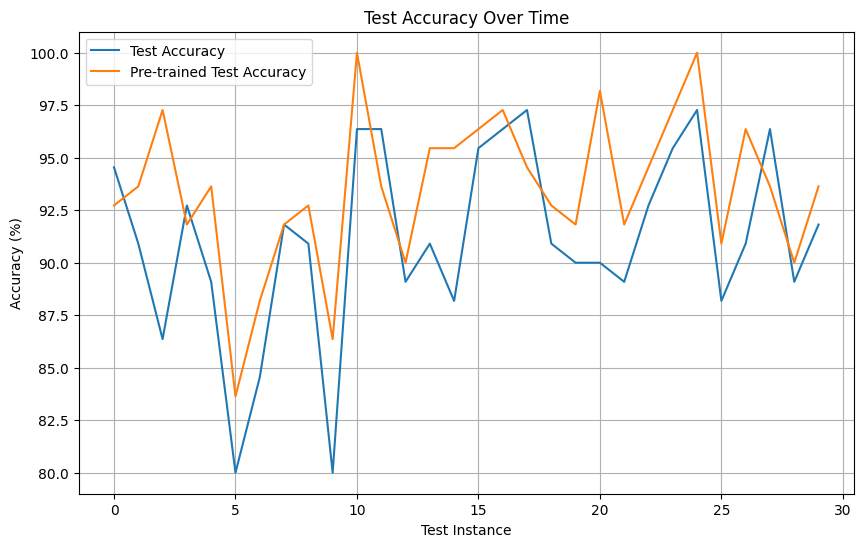 Test Accuracy Over Time
Test Accuracy
Pre-trained Test Accuracy
Accuracy (%)
100.0
97.5
95.0
92.5
90.0
87.5
85.0
82.5
80.0
0 5 10 15 20 25 30
Test Instance